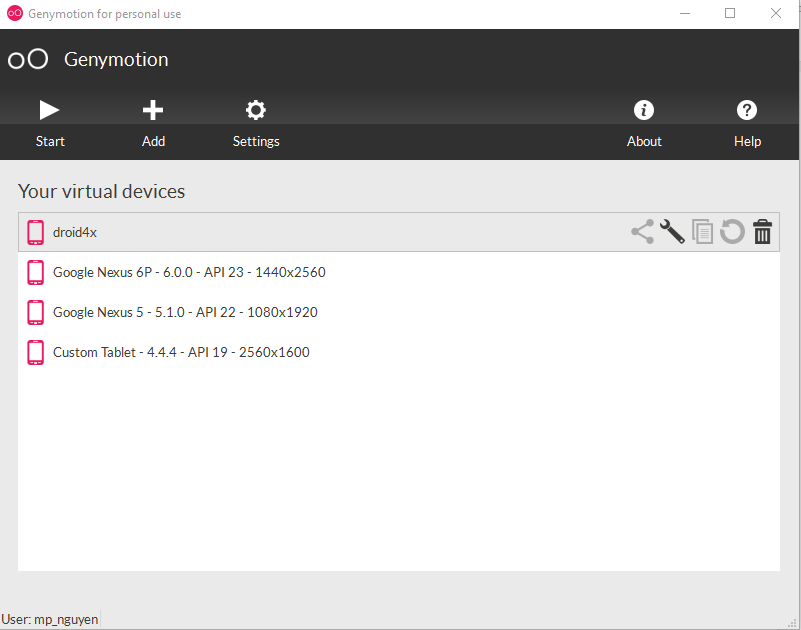 Genymotion for personal use
Genymotion
Start Add Settings About Help
Your virtual devices
droid4x
Google Nexus 6P - 6.0.0 - API 23 - 1440x2560
Google Nexus 5 - 5.1.0 - API 22 - 1080x1920
Custom Tablet - 4.4.4 - API 19 - 2560x1600
User: mp_nguyen